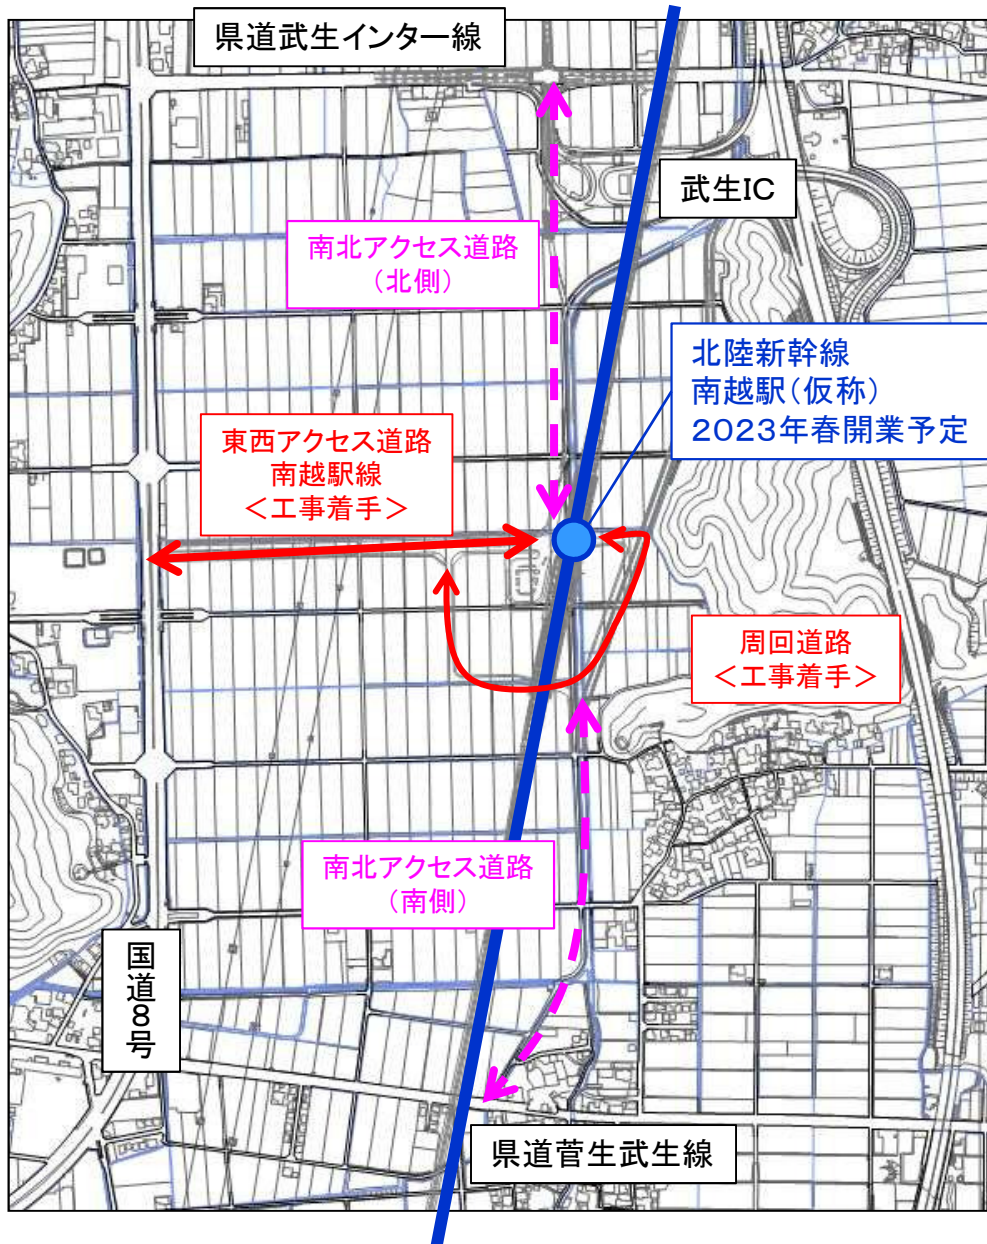 県道武生インター線
武生IC
南北アクセス道路
（北側）
北陸新幹線
南越駅（仮称）
２０２３年春開業予定
東西アクセス道路
南越駅線
＜工事着手＞
周回道路
＜工事着手＞
南北アクセス道路
（南側）
国道８号
県道菅生武生線